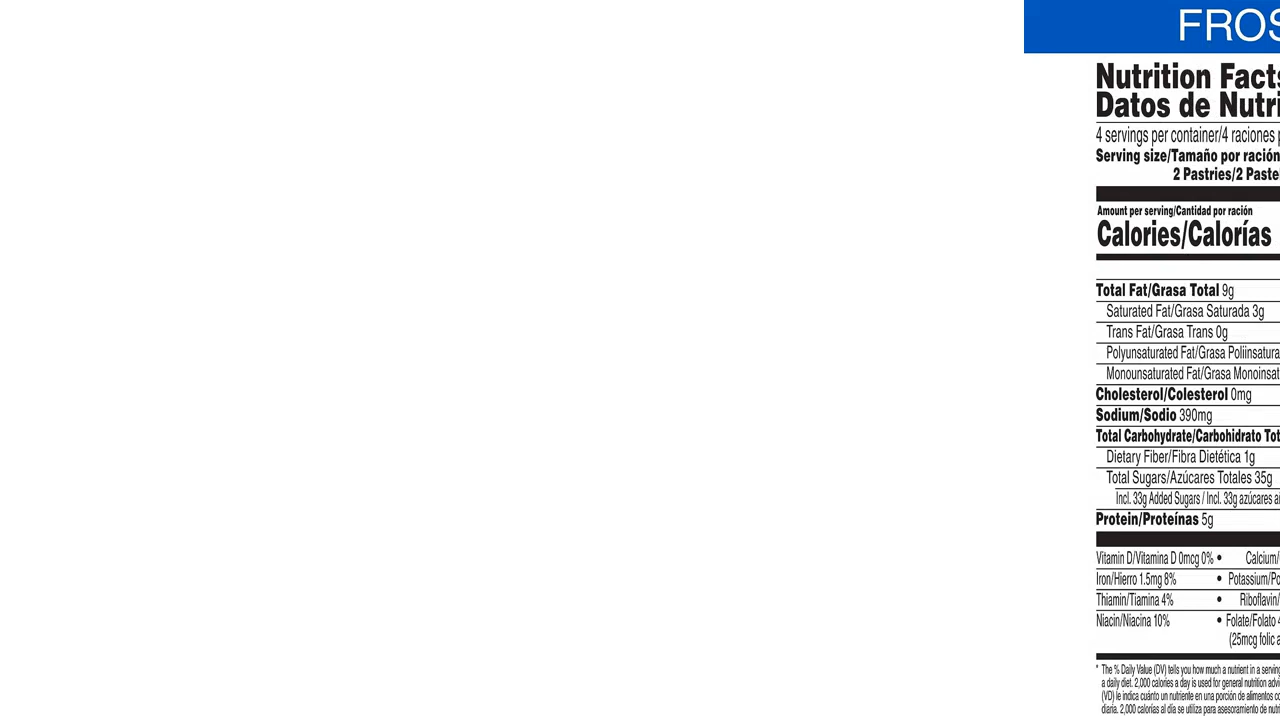 Nutrition Facts
Datos de Nutri
4 servings per container/4 raciones
Serving size/Tamaño por ración
2 Pastries/2 Paste
Amount per serving/Cantidad por ración
Calories/Calorías
Total Fat/Grasa Total 9g
Saturated Fat/Grasa Saturada 3g
Trans Fat/Grasa Trans 0g
Polyunsaturated Fat/Grasa Poliinsatura
Monounsaturated Fat/Grasa Monoinsat
Cholesterol/Colesterol 0mg
Sodium/Sodio 390mg
Total Carbohydrate/Carbohidrato Tot
Dietary Fiber/Fibra Dietética 1g
Total Sugars/Azúcares Totales 35g
Incl. 33g Added Sugars / Incl. 33g azúcares
Protein/Proteínas 5g
Vitamin D/Vitamina D 0mcg 0% • Calcium/
Iron/Hierro 1.5mg 8% • Potassium/Po
Thiamin/Tiamina 4% • Riboflavin/
Niacin/Niacina 10% • Folate/Folato
(25mcg folic
* The % Daily Value (DV) tells you how much a nutrient in a serving
a daily diet. 2,000 calories a day is used for general nutrition advi
(VD) le indica cuánto un nutriente en una porción de alimentos co
diaria. 2,000 calorías al día se utiliza para asesoramiento de nutri